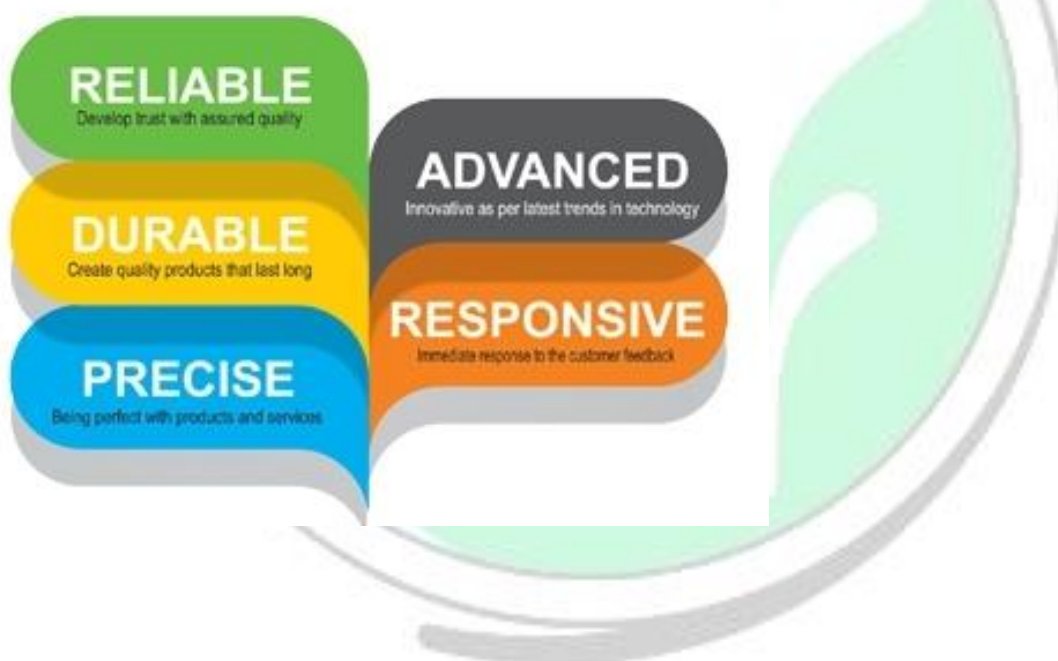 RELIABLE
Develop trust with assured quality
DURABLE
Create quality products that last long
PRECISE
Being perfect with products and services
ADVANCED
Innovative as per latest trends in technology
RESPONSIVE
Immediate response to the customer feedback